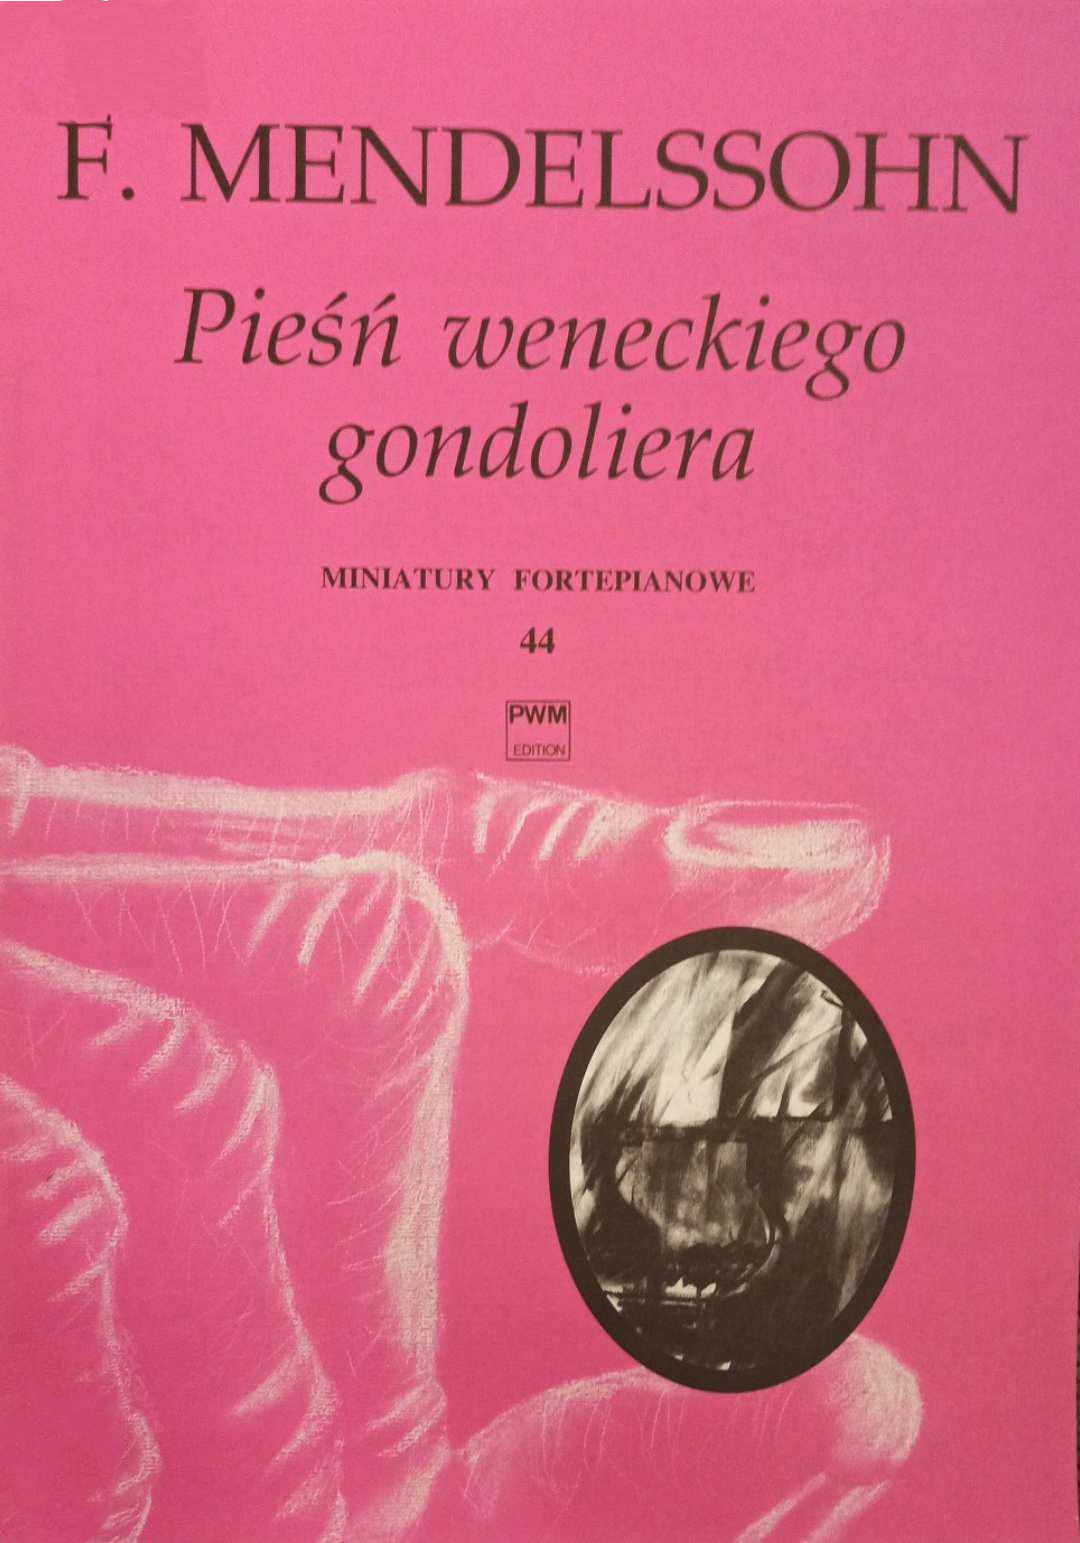 F. MENDELSSOHN
Pieśń weneckiego
gondoliera
MINIATURY FORTEPIANOWE
44
PWM
EDITION